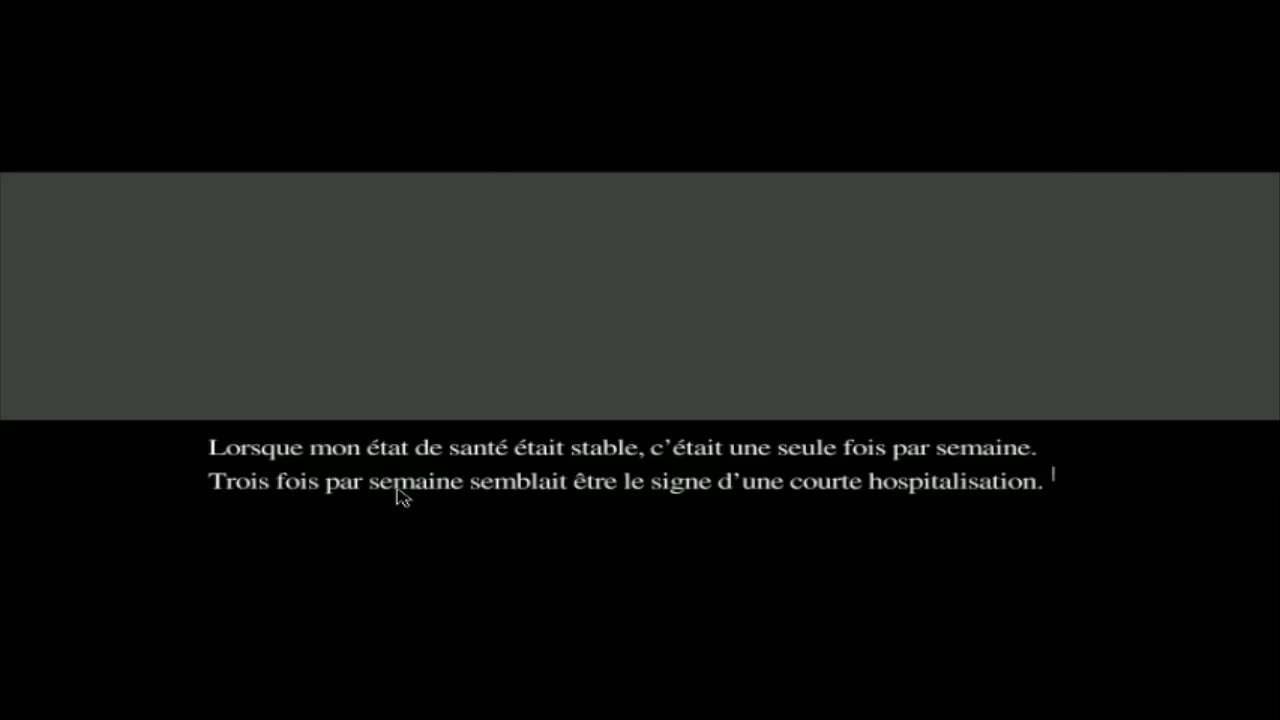 Lorsque mon état de santé était stable, c’était une seule fois par semaine.
Trois fois par semaine semblait être le signe d’une courte hospitalisation.